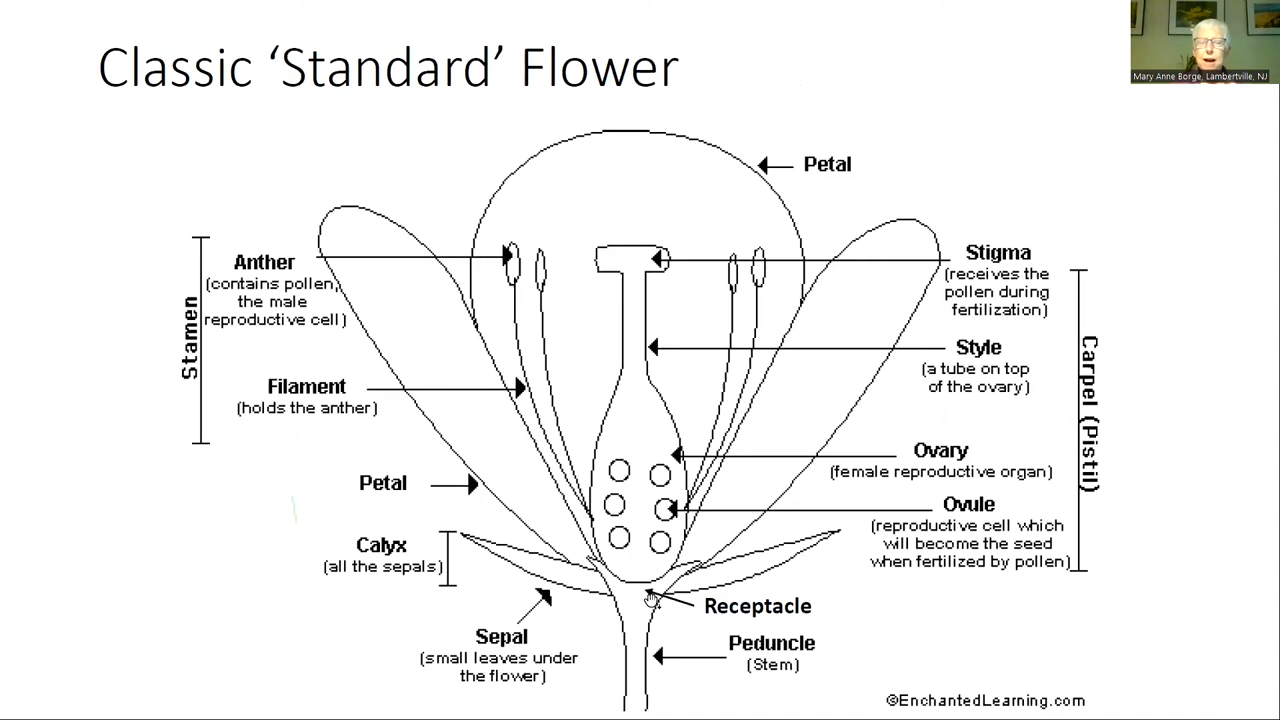 Classic ‘Standard’ Flower
Mary Anne Borge, Lambertville, NJ
Petal
Stamen
Anther
(contains pollen,
the male
reproductive cell)
Filament
(holds the anther)
Petal
Calyx
(all the sepals)
Sepal
(small leaves under
the flower)
Stigma
(receives the
pollen during
fertilization)
Style
(a tube on top
of the ovary)
Ovary
(female reproductive organ)
Ovule
(reproductive cell which
will become the seed
when fertilized by pollen)
Carpel (Pistil)
Receptacle
Peduncle
(Stem)
©EnchantedLearning.com